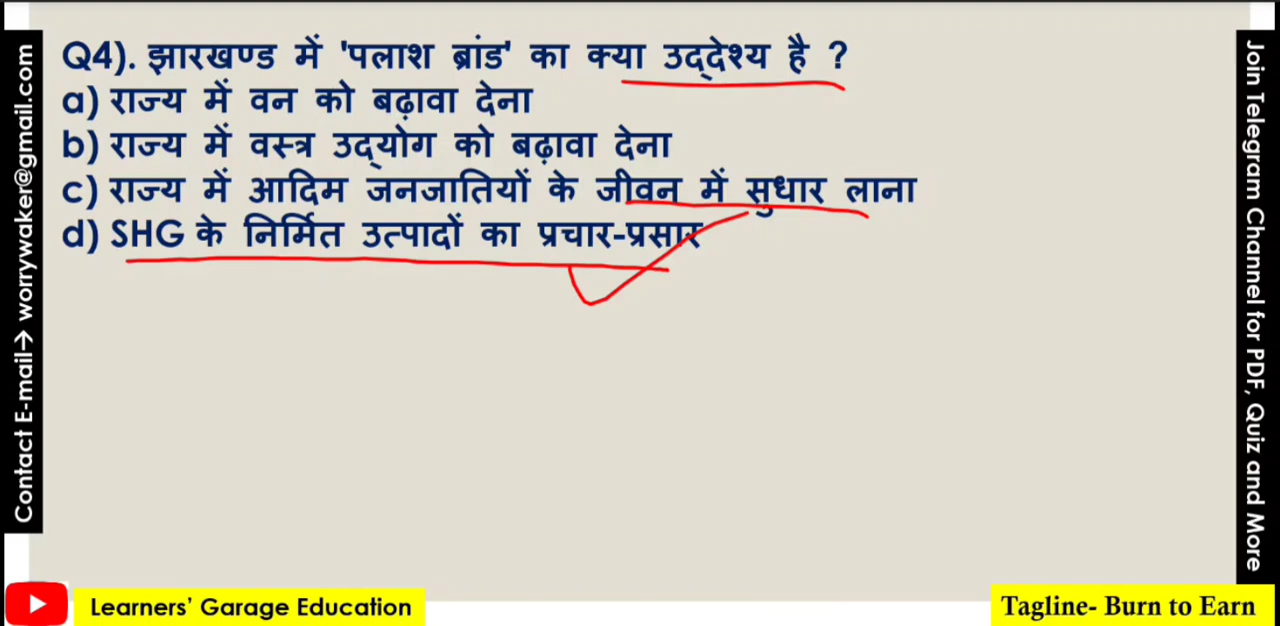 Q4). झारखण्ड में 'पलाश ब्रांड' का क्या उद्देश्य है ?
a) राज्य में वन को बढ़ावा देना
b) राज्य में वस्त्र उद्योग को बढ़ावा देना
c) राज्य में आदिम जनजातियों के जीवन में सुधार लाना
d) SHG के निर्मित उत्पादों का प्रचार-प्रसार
Contact E-mail→ worrywaker@gmail.com
Join Telegram Channel for PDF, Quiz and More
Learners’ Garage Education
Tagline- Burn to Earn